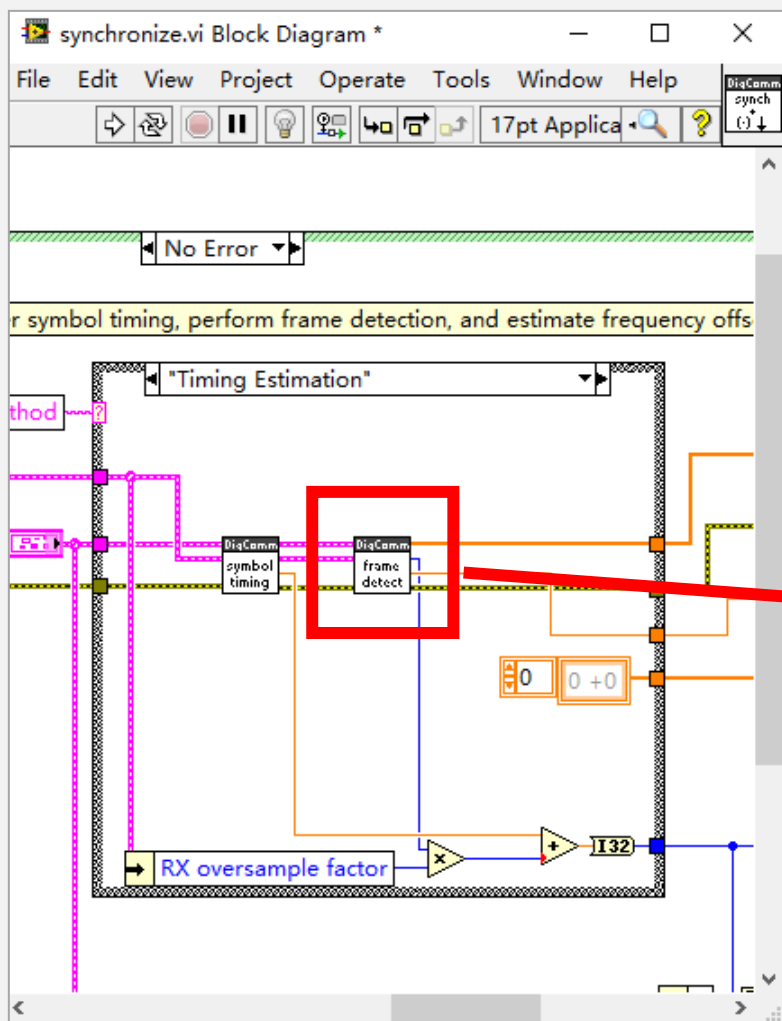 synchronize.vi Block Diagram *
File Edit View Project Operate Tools Window Help
17pt Applica
DigComm
synch
(·)* ↓
No Error
r symbol timing, perform frame detection, and estimate frequency offs
"Timing Estimation"
thod
?
DigComm
symbol
timing
DigComm
frame
detect
0
0 +0
RX oversample factor
×
+
I32